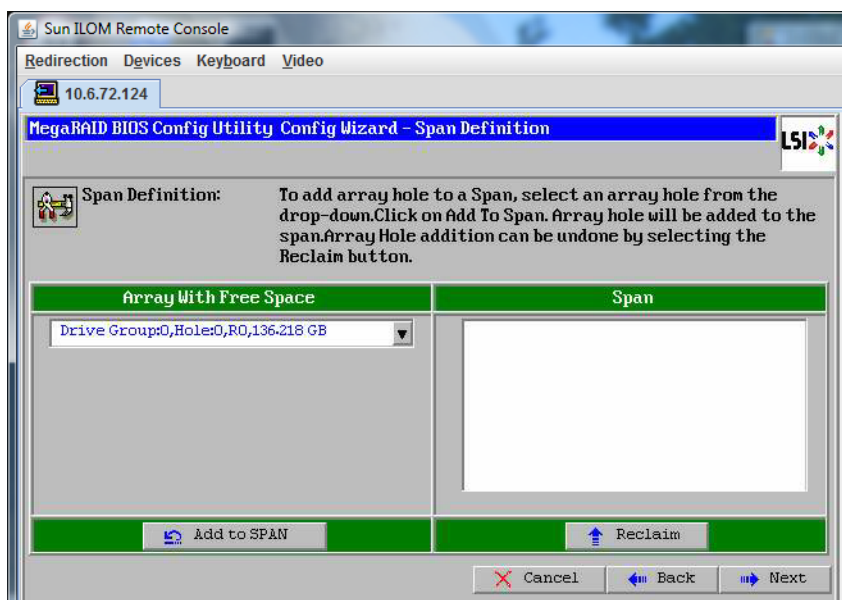 Sun ILOM Remote Console
Redirection Devices Keyboard Video
10.6.72.124
MegaRAID BIOS Config Utility Config Wizard - Span Definition
LSI
Span Definition:
To add array hole to a Span, select an array hole from the
drop-down.Click on Add To Span. Array hole will be added to the
span.Array Hole addition can be undone by selecting the
Reclaim button.
Array With Free Space
Span
Drive Group:0,Hole:0,R0,136.218 GB
Add to SPAN
Reclaim
Cancel
Back
Next